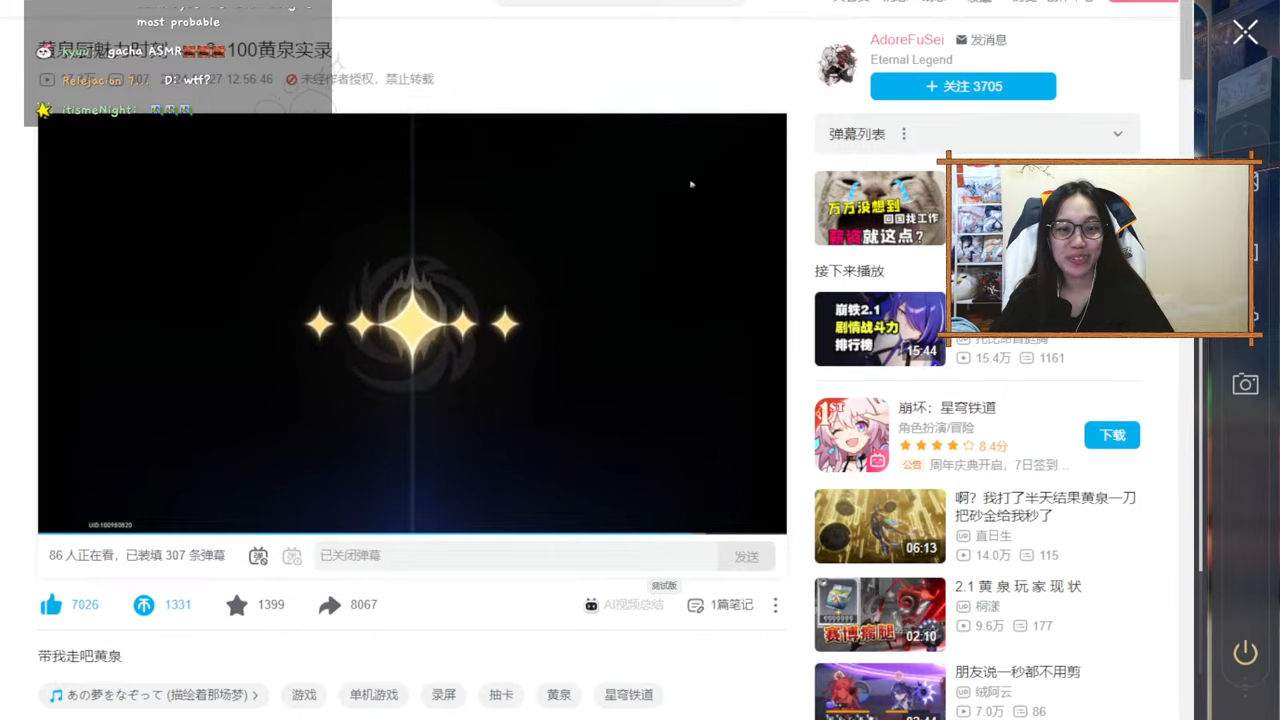 most probable
gacha ASMR
D: wtf?
itismeNight:
100黄泉实录
27 12:56:46
未经作者授权，禁止转载
AdoreFuSei
发消息
Eternal Legend
+ 关注 3705
弹幕列表
万万没想到
回国找工作
薪资就这点？
接下来播放
崩铁2.1
剧情战斗力
排行榜
15:44
15.4万 1161
1ST
崩坏：星穹铁道
角色扮演/冒险
8.4分
公告 周年庆典开启，7日签到...
下载
啊？我打了半天结果黄泉一刀
把砂金给我秒了
直日生
14.0万 115
06:13
2.1 黄 泉 玩 家 现 状
桐漾
9.6万 177
赛博病腿
02:10
朋友说一秒都不用剪
绒阿云
7.0万 86
UID:100980820
86 人正在看，已装填 307 条弹幕
已关闭弹幕
发送
7026
1331
1399
8067
测试版
AI视频总结
1篇笔记
带我走吧黄泉
あの夢をなぞって (描绘着那场梦)
游戏
单机游戏
录屏
抽卡
黄泉
星穹铁道